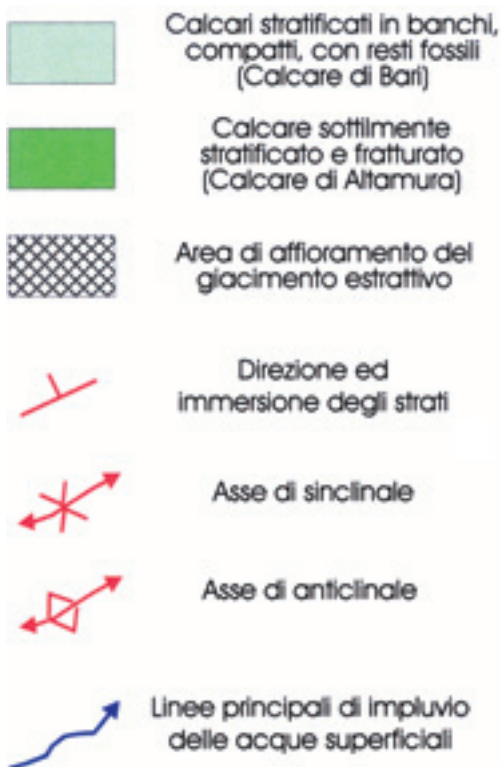 Calcari stratificati in banchi,
compatti, con resti fossili
(Calcare di Bari)
Calcare sottilmente
stratificato e fratturato
(Calcare di Altamura)
Area di affioramento del
giacimento estrattivo
Direzione ed
immersione degli strati
Asse di sinclinale
Asse di anticlinale
Linee principali di impluvio
delle acque superficiali